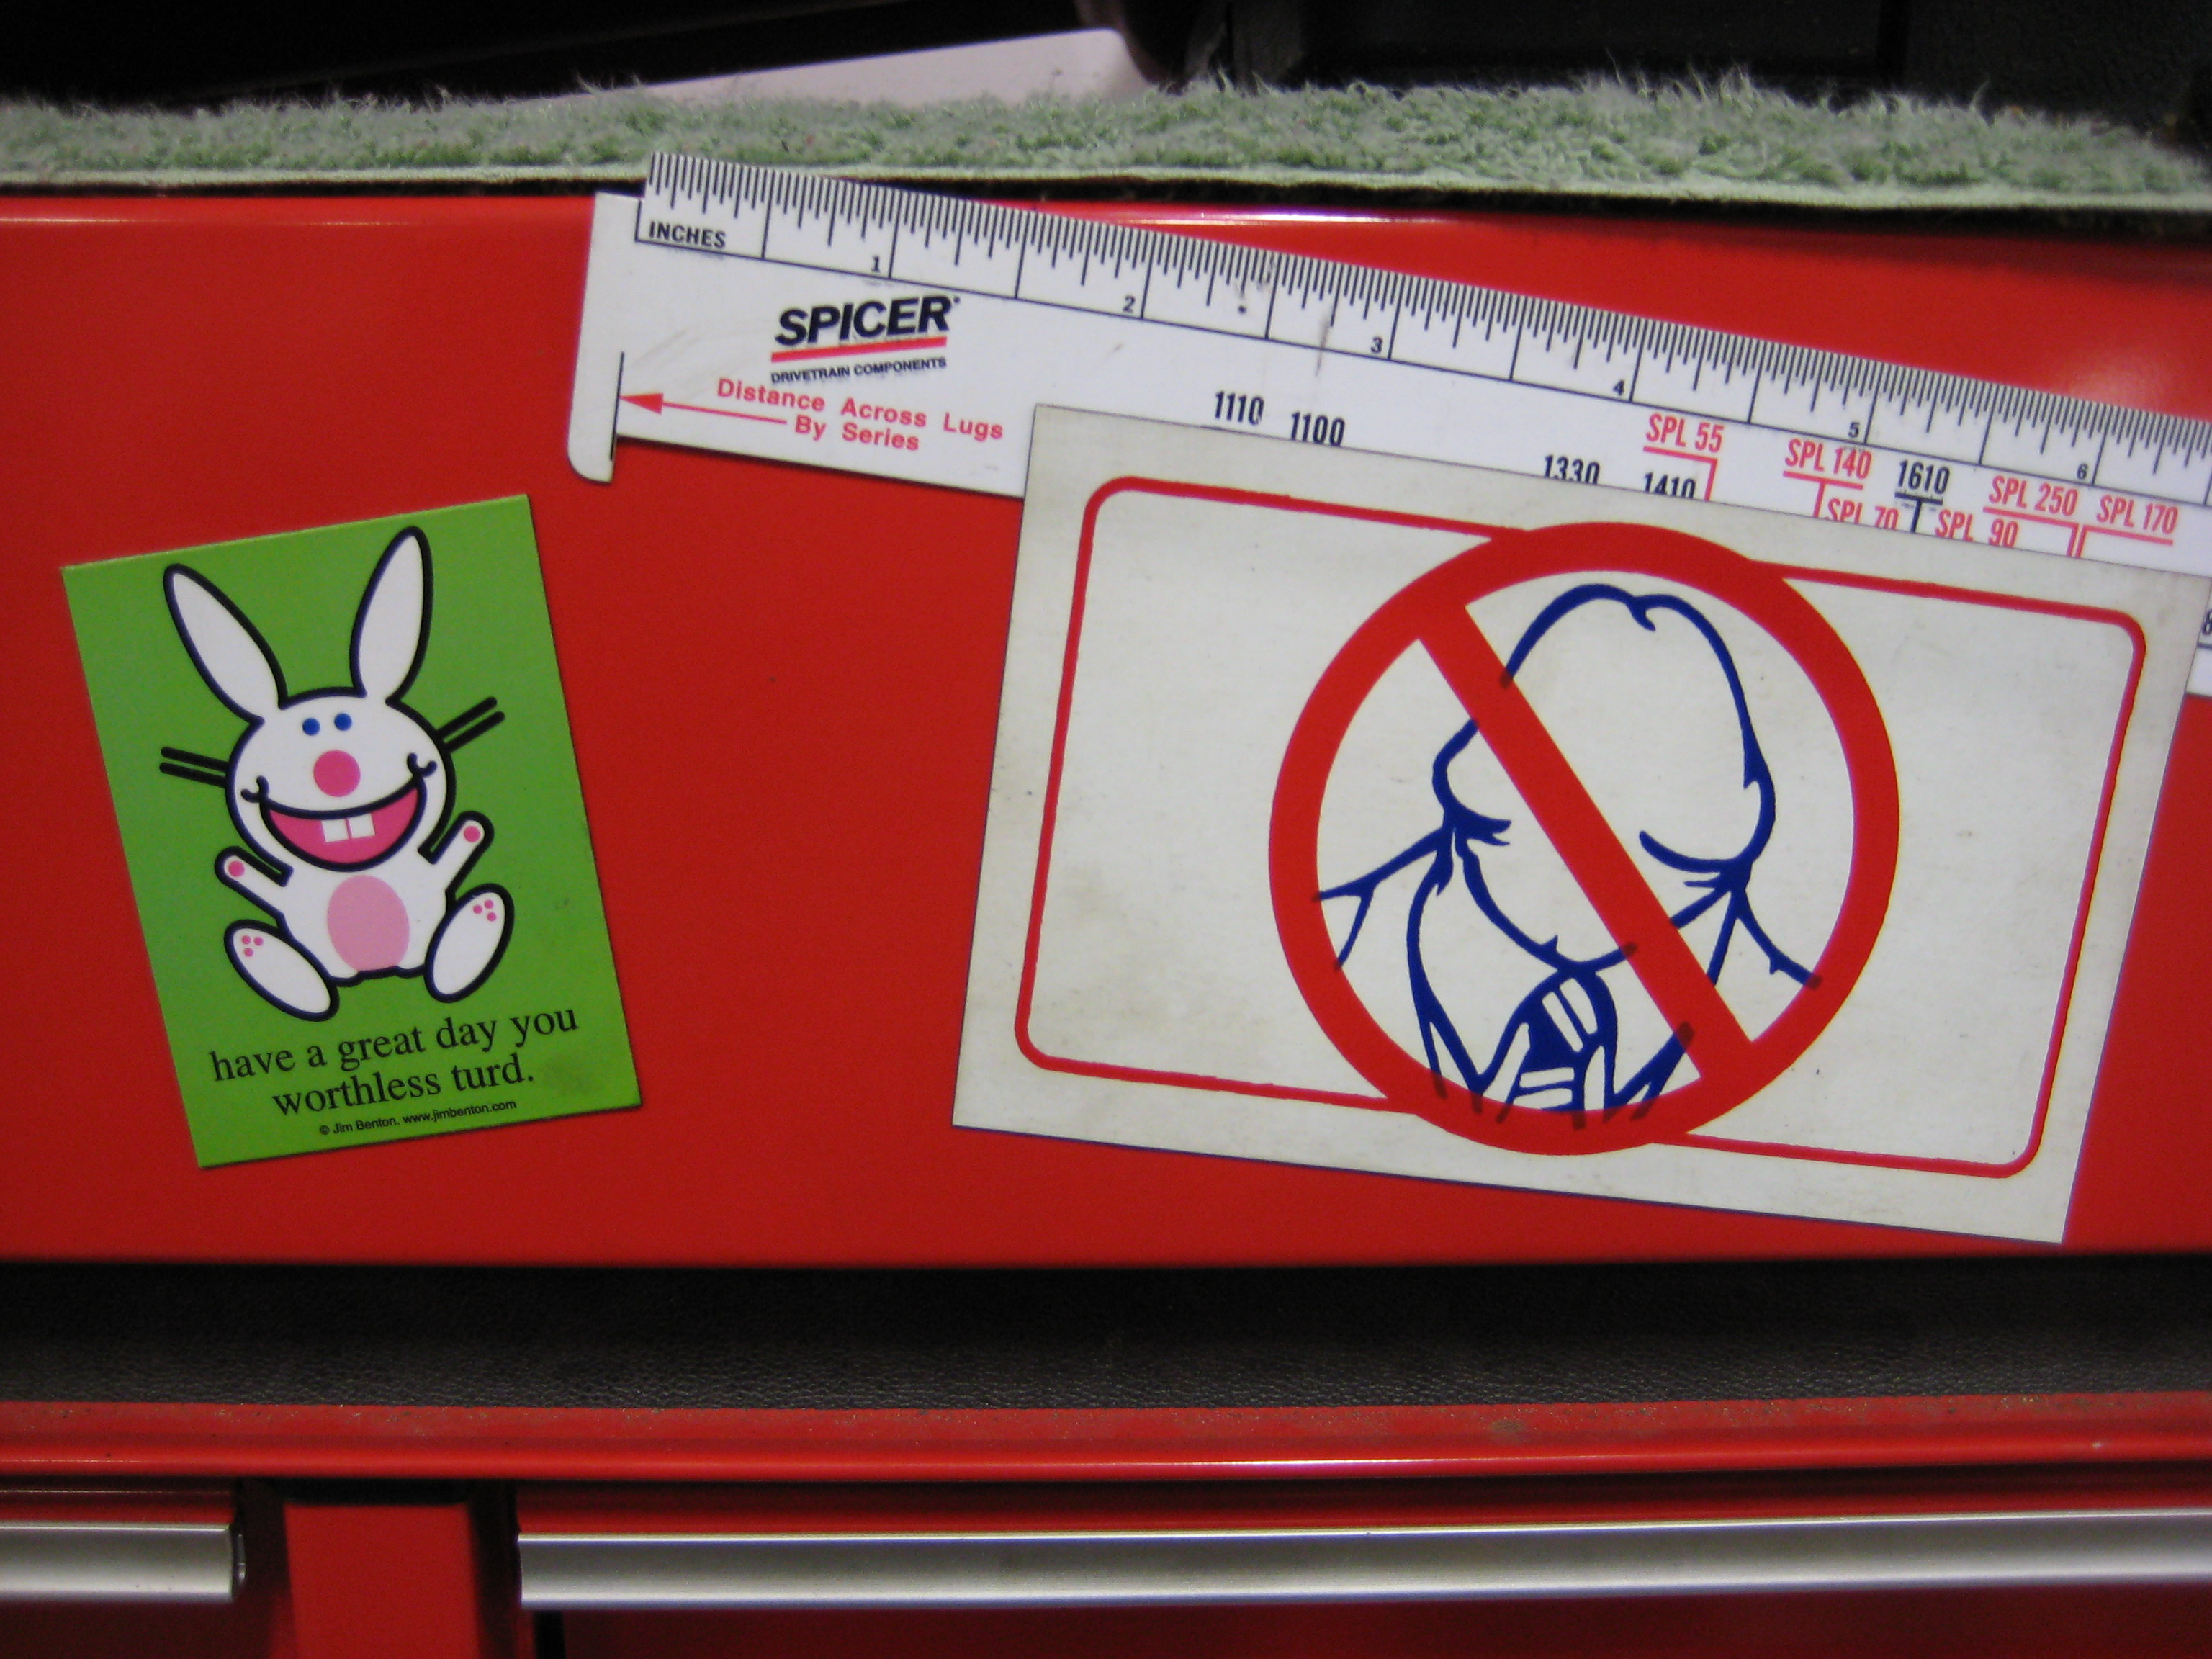 INCHES
1 2 3 4 5 6
SPICER®
DRIVETRAIN COMPONENTS
Distance Across Lugs
By Series
1110 1100
1330 1410
SPL 55
SPL 140 1610
SPL 70 SPL 90
SPL 250 SPL 170
have a great day you
worthless turd.
© Jim Benton. www.jimbenton.com